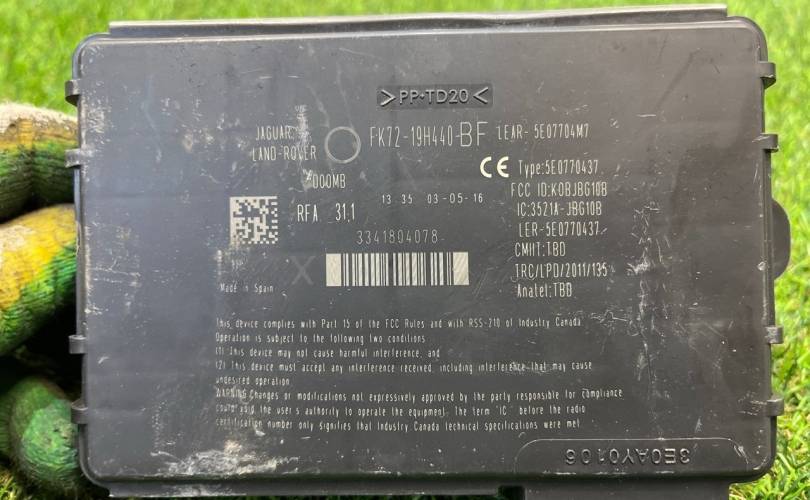 >PP•TD20<
JAGUAR
LAND-ROVER
FK72-19H440-BF
LEAR- 5E07704M7
CE
Type:5E0770437
FCC ID:KOBJBG10B
IC:3521A-JBG10B
LER-5E0770437
CMIIT:TBD
TRC/LPD/2011/135
Anatel:TBD
000MB
13 35 03-05-16
RFA 31.1
3341804078
Made in Spain
This device complies with Part 15 of the FCC Rules and with RSS-210 of Industry Canada
Operation is subject to the following two conditions
(1) This device may not cause harmful interference, and
(2) This device must accept any interference received, including interference that may cause
undesired operation
WARNING Changes or modifications not expressively approved by the party responsible for compliance
could void the user's authority to operate the equipment. The term "IC" before the radio
certification number only signifies that Industry Canada technical specifications were met
3E0AY0106